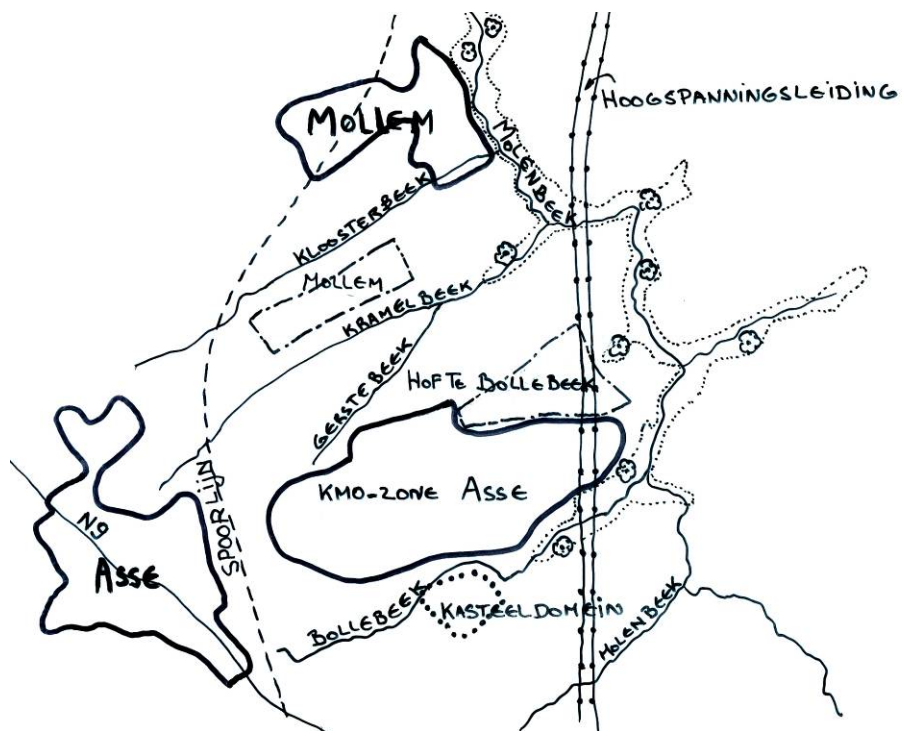 HOOGSPANNINGSLEIDING
MOLLEM
MOLENBEEK
KLOOSTERBEEK
MOLLEM
KRAMELBEEK
HOF TE BOLLEBEEK
GERSTEBEEK
KMO-ZONE ASSE
SPOORLIJN
N9
ASSE
BOLLEBEEK
KASTEELDOMEIN
MOLENBEEK